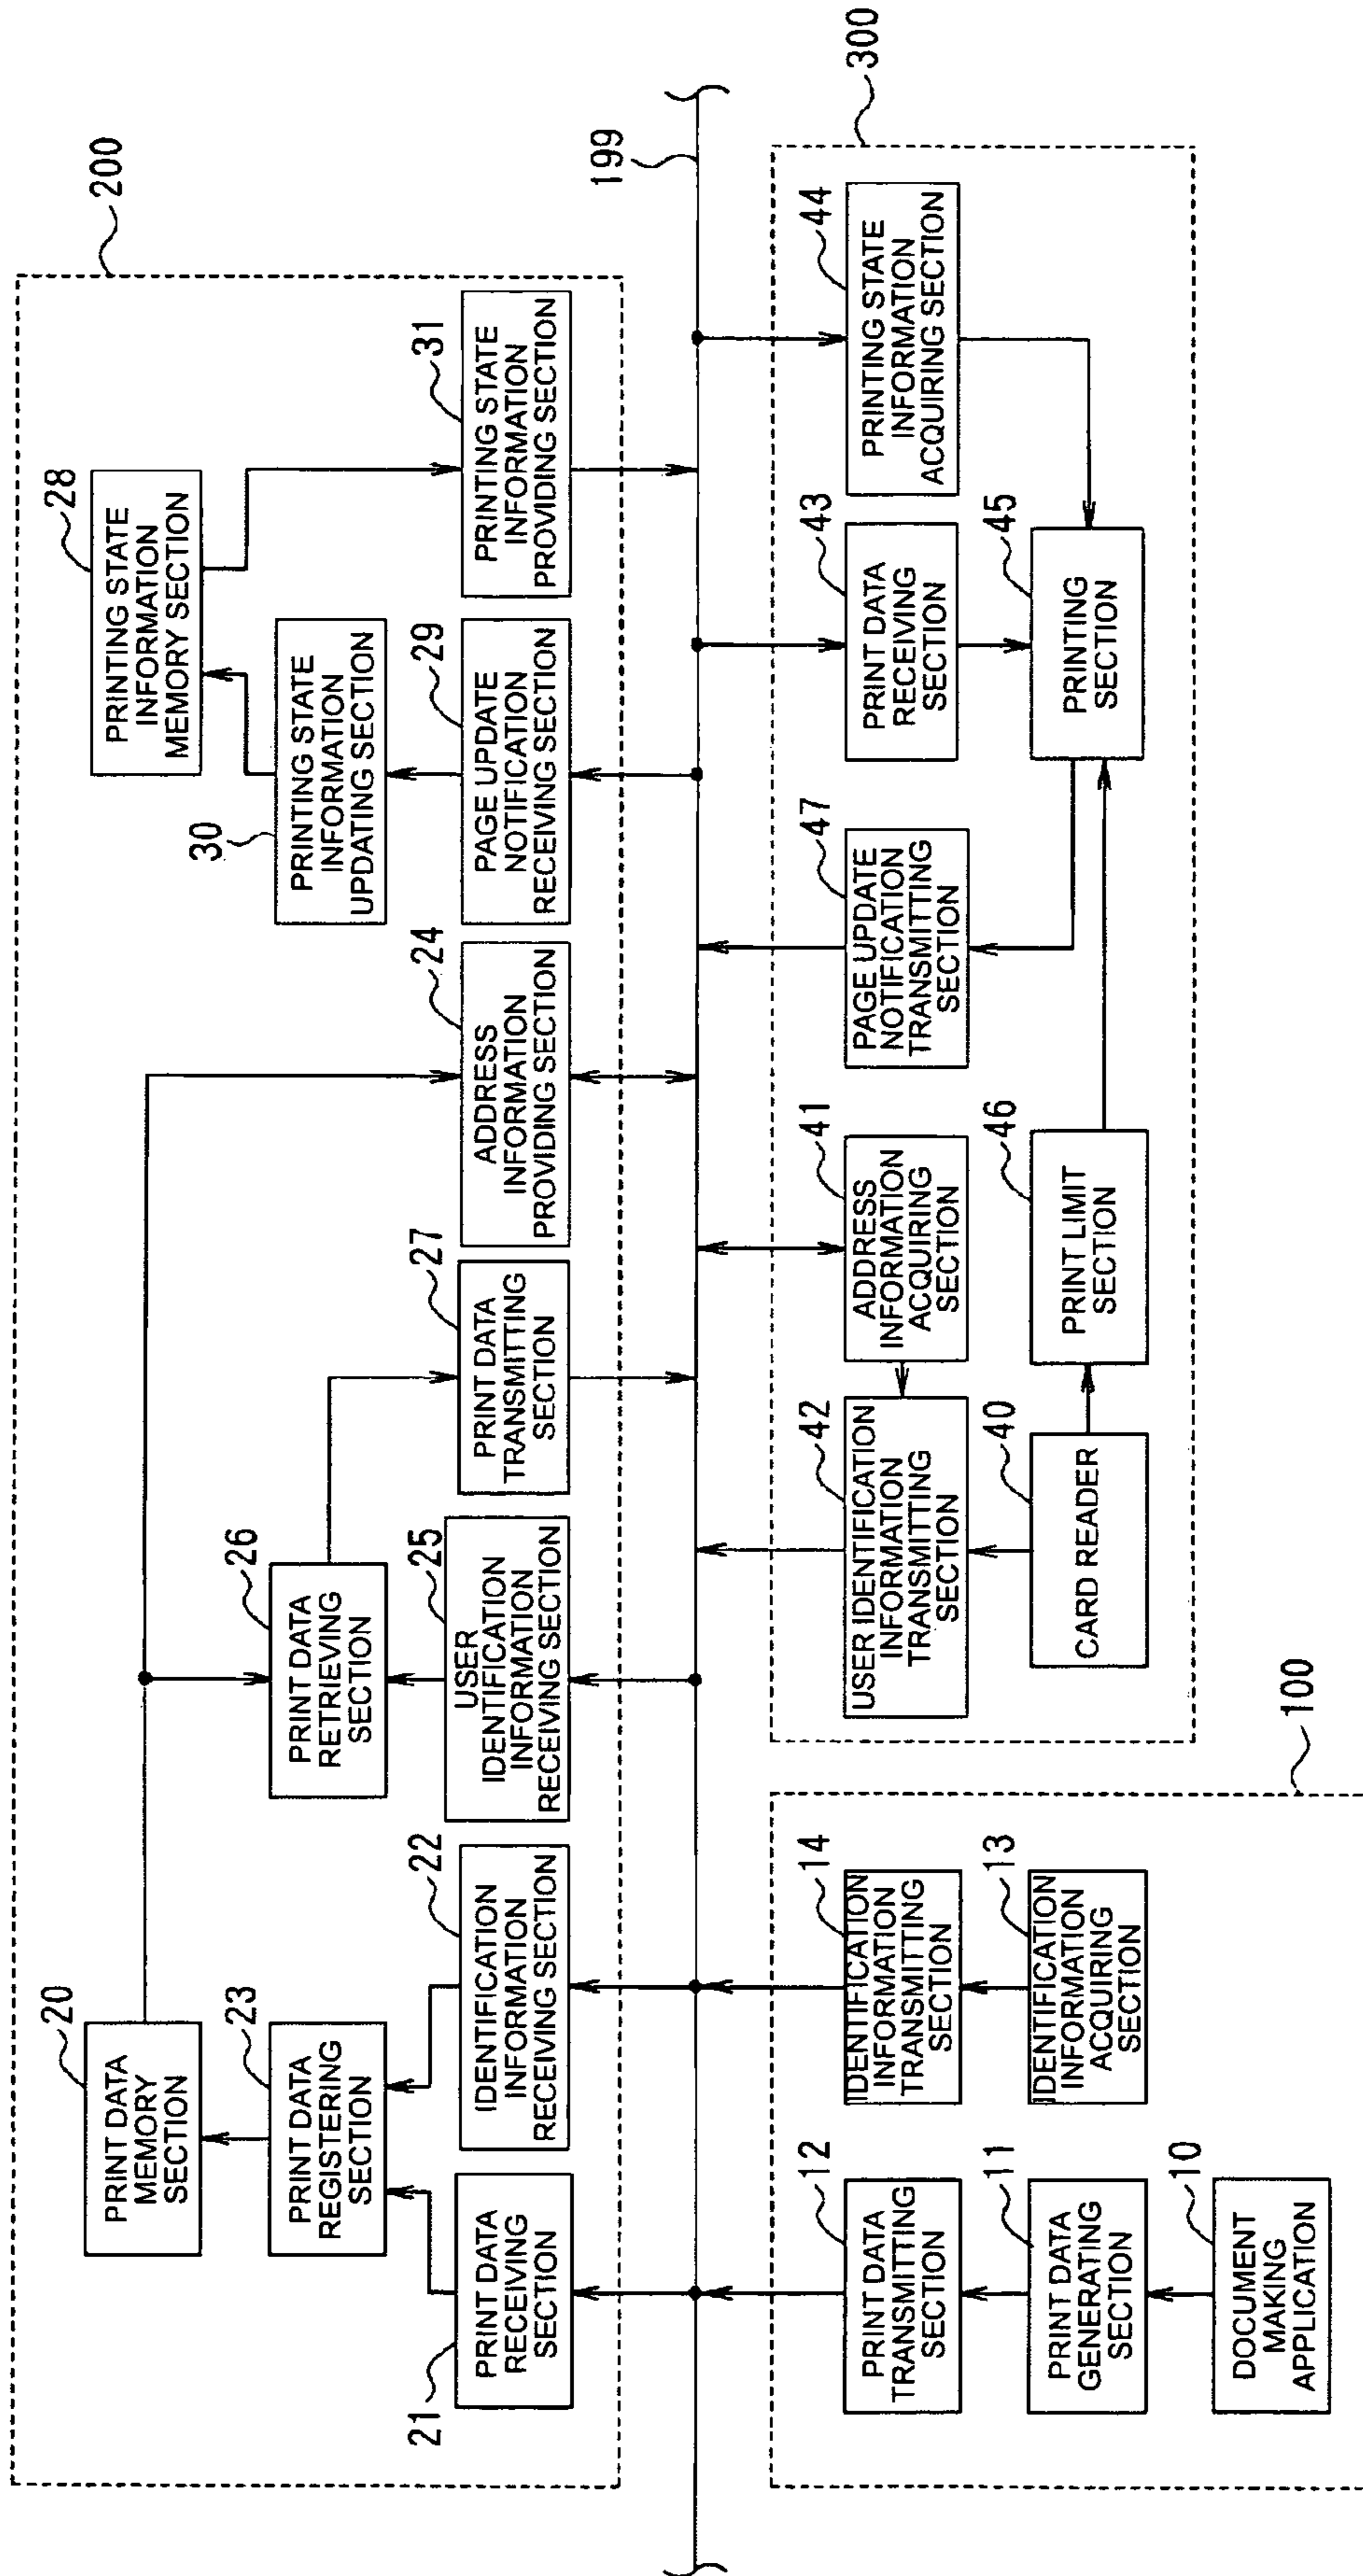 200
20
PRINT DATA
MEMORY
SECTION
23
PRINT DATA
REGISTERING
SECTION
21
PRINT DATA
RECEIVING
SECTION
22
IDENTIFICATION
INFORMATION
RECEIVING SECTION
26
PRINT DATA
RETRIEVING
SECTION
25
USER
IDENTIFICATION
INFORMATION
RECEIVING SECTION
27
PRINT DATA
TRANSMITTING
SECTION
24
ADDRESS
INFORMATION
PROVIDING SECTION
28
PRINTING STATE
INFORMATION
MEMORY SECTION
30
PRINTING STATE
INFORMATION
UPDATING SECTION
29
PAGE UPDATE
NOTIFICATION
RECEIVING SECTION
31
PRINTING STATE
INFORMATION
PROVIDING SECTION
199
100
12
PRINT DATA
TRANSMITTING
SECTION
11
PRINT DATA
GENERATING
SECTION
10
DOCUMENT
MAKING
APPLICATION
14
IDENTIFICATION
INFORMATION
TRANSMITTING
SECTION
13
IDENTIFICATION
INFORMATION
ACQUIRING
SECTION
300
42
USER IDENTIFICATION
INFORMATION
TRANSMITTING
SECTION
40
CARD READER
41
ADDRESS
INFORMATION
ACQUIRING
SECTION
46
PRINT LIMIT
SECTION
47
PAGE UPDATE
NOTIFICATION
TRANSMITTING
SECTION
43
PRINT DATA
RECEIVING
SECTION
45
PRINTING
SECTION
44
PRINTING STATE
INFORMATION
ACQUIRING SECTION